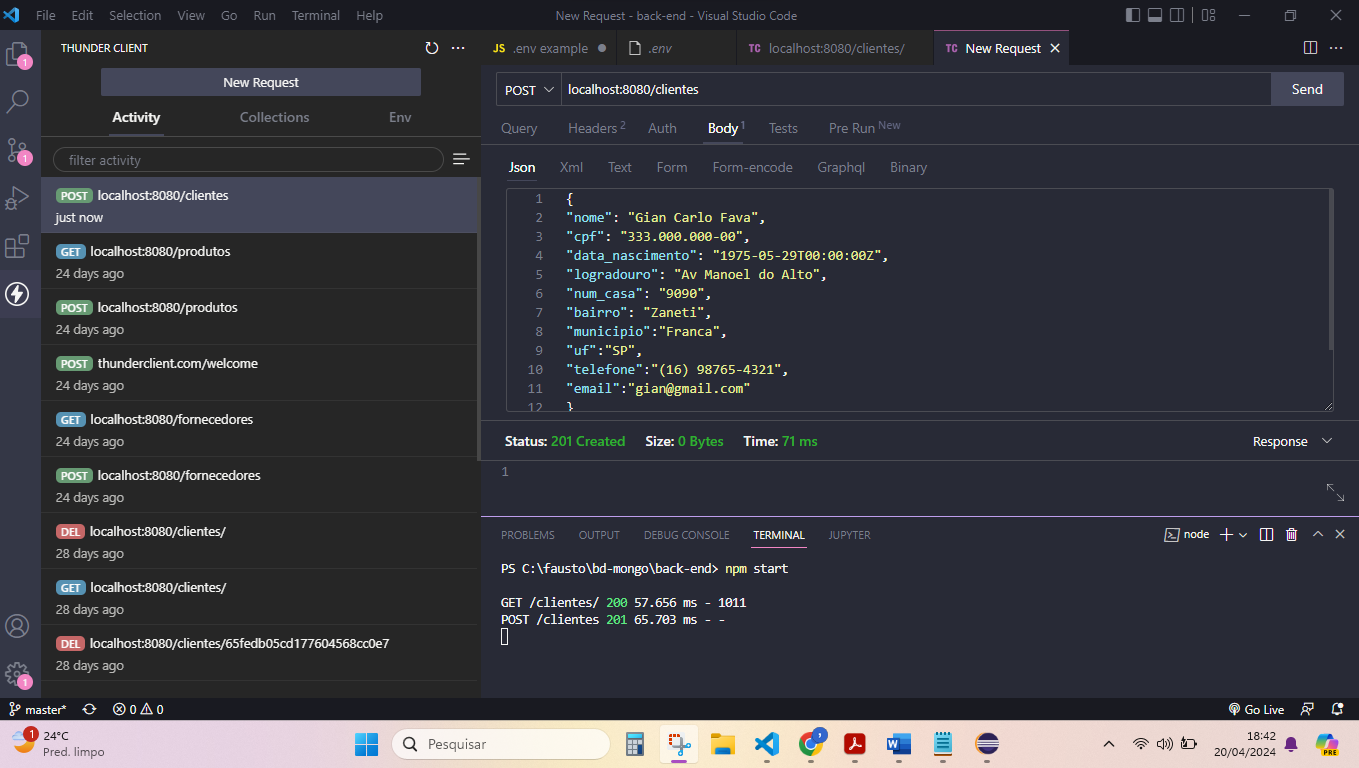 File Edit Selection View Go Run Terminal Help
New Request - back-end - Visual Studio Code
THUNDER CLIENT
New Request
Activity Collections Env
filter activity
POST localhost:8080/clientes
just now
GET localhost:8080/produtos
24 days ago
POST localhost:8080/produtos
24 days ago
POST thunderclient.com/welcome
24 days ago
GET localhost:8080/fornecedores
24 days ago
POST localhost:8080/fornecedores
24 days ago
DEL localhost:8080/clientes/
28 days ago
GET localhost:8080/clientes/
28 days ago
DEL localhost:8080/clientes/65fedb05cd177604568cc0e7
28 days ago
1
1
1
JS .env example .env TC localhost:8080/clientes/ TC New Request
POST localhost:8080/clientes Send
Query Headers 2 Auth Body 1 Tests Pre Run New
Json Xml Text Form Form-encode Graphql Binary
1 {
2 "nome": "Gian Carlo Fava",
3 "cpf": "333.000.000-00",
4 "data_nascimento": "1975-05-29T00:00:00Z",
5 "logradouro": "Av Manoel do Alto",
6 "num_casa": "9090",
7 "bairro": "Zaneti",
8 "municipio":"Franca",
9 "uf":"SP",
10 "telefone":"(16) 98765-4321",
11 "email":"gian@gmail.com"
12 }
Status: 201 Created Size: 0 Bytes Time: 71 ms Response
1
PROBLEMS OUTPUT DEBUG CONSOLE TERMINAL JUPYTER node
PS C:\fausto\bd-mongo\back-end> npm start
GET /clientes/ 200 57.656 ms - 1011
POST /clientes 201 65.703 ms - -
master* 0 0 Go Live
1 24°C
Pred. limpo
Pesquisar
PRE
18:42
20/04/2024